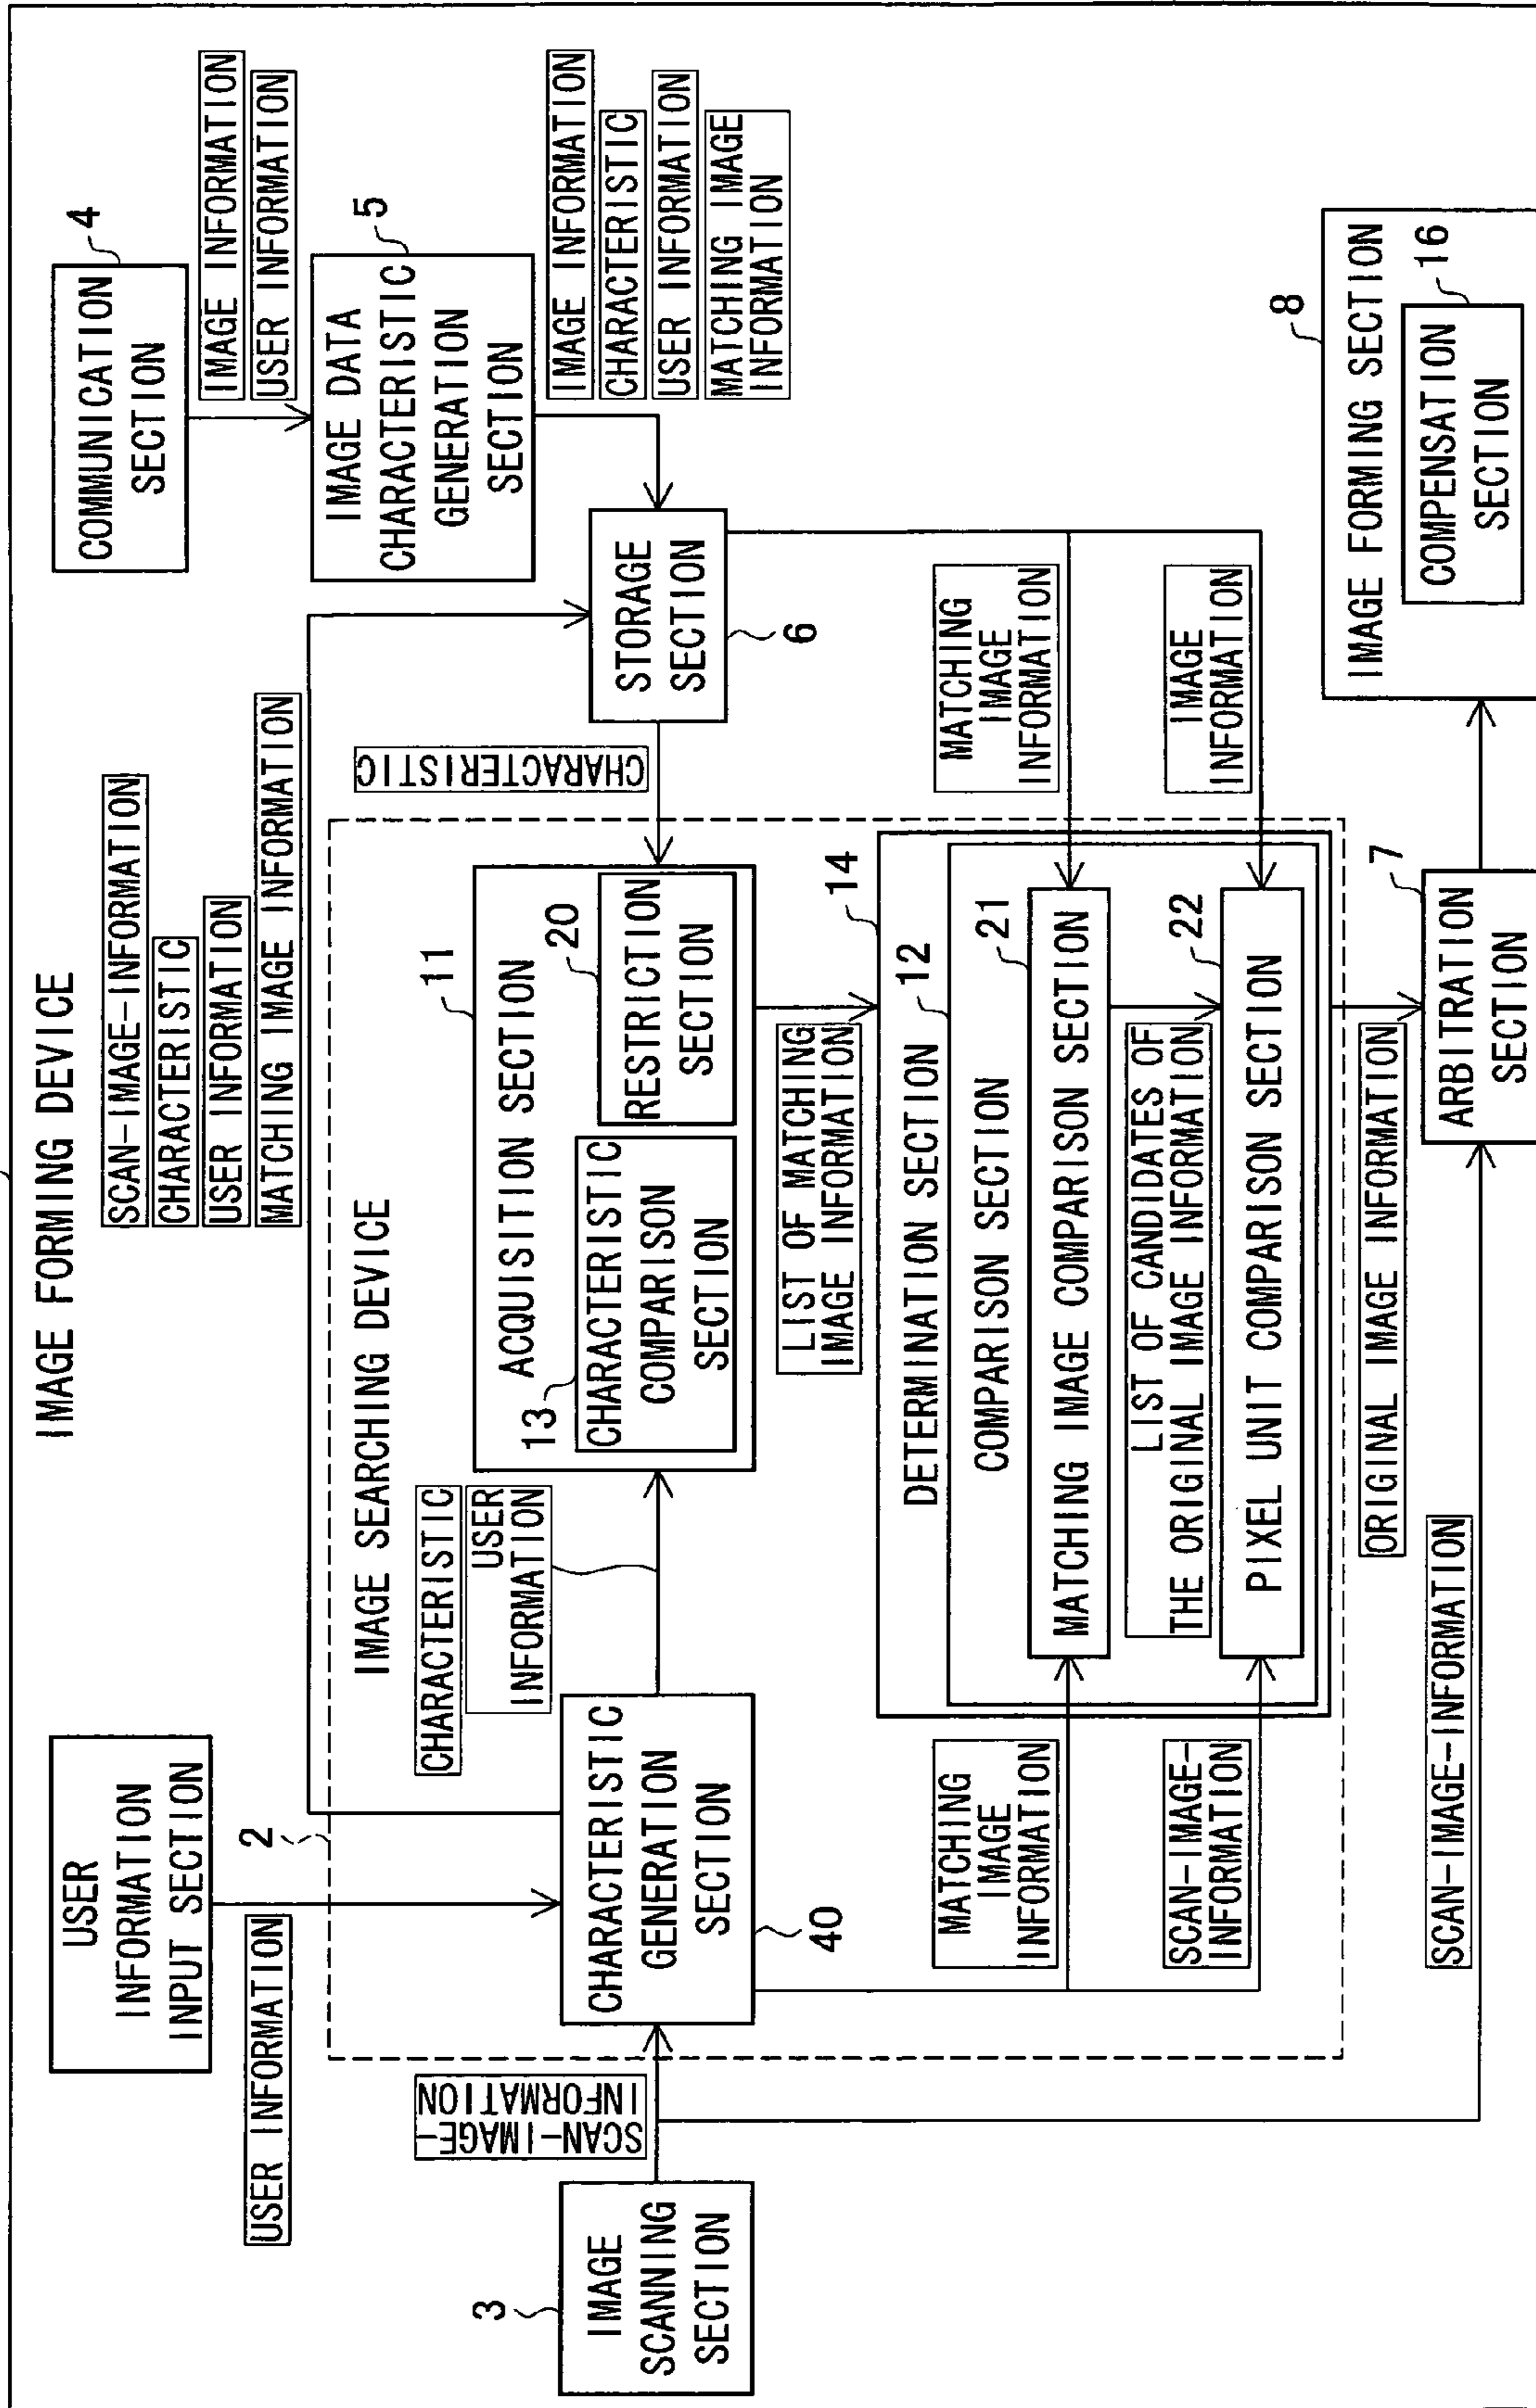 IMAGE FORMING DEVICE
USER
INFORMATION
INPUT SECTION
USER INFORMATION
2
SCAN-IMAGE-INFORMATION
CHARACTERISTIC
USER INFORMATION
MATCHING IMAGE INFORMATION
COMMUNICATION
SECTION
4
IMAGE INFORMATION
USER INFORMATION
IMAGE DATA
CHARACTERISTIC
GENERATION
SECTION
5
IMAGE INFORMATION
CHARACTERISTIC
USER INFORMATION
MATCHING IMAGE
INFORMATION
3
IMAGE
SCANNING
SECTION
SCAN-IMAGE-
INFORMATION
IMAGE SEARCHING DEVICE
CHARACTERISTIC
GENERATION
SECTION
40
CHARACTERISTIC
USER
INFORMATION
11
ACQUISITION SECTION
13
CHARACTERISTIC
COMPARISON
SECTION
20
RESTRICTION
SECTION
CHARACTERISTIC
STORAGE
SECTION
6
LIST OF MATCHING
IMAGE INFORMATION
14
DETERMINATION SECTION
12
COMPARISON SECTION
21
MATCHING IMAGE COMPARISON SECTION
LIST OF CANDIDATES OF
THE ORIGINAL IMAGE INFORMATION
22
PIXEL UNIT COMPARISON SECTION
MATCHING
IMAGE
INFORMATION
SCAN-IMAGE-
INFORMATION
MATCHING
IMAGE
INFORMATION
IMAGE
INFORMATION
ORIGINAL IMAGE INFORMATION
SCAN-IMAGE-INFORMATION
7
ARBITRATION
SECTION
8
IMAGE FORMING SECTION
COMPENSATION
SECTION
16